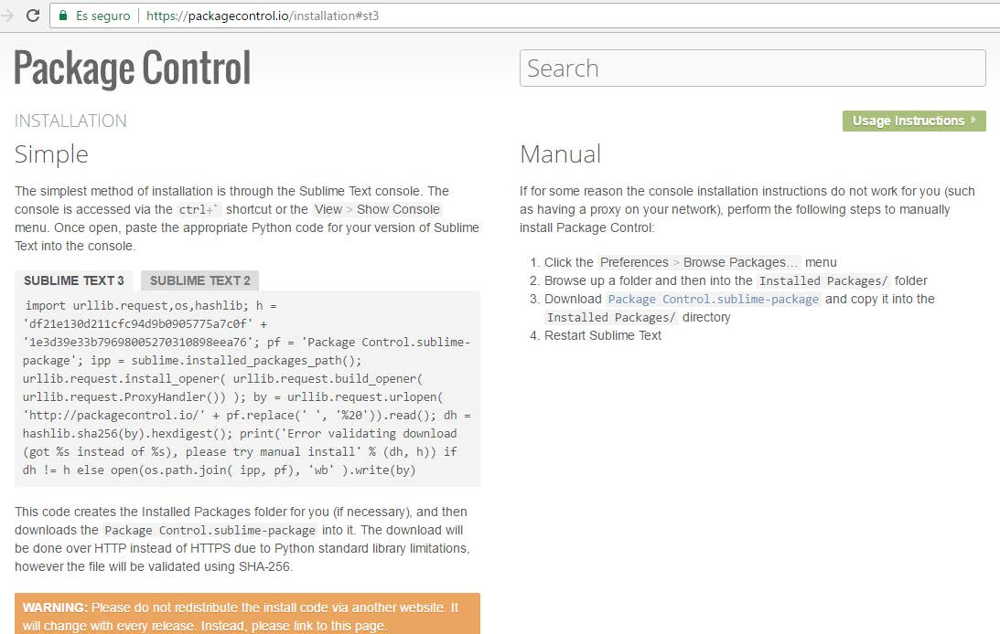 Es seguro https://packagecontrol.io/installation#st3
Package Control
Search
INSTALLATION
Usage Instructions
Simple
The simplest method of installation is through the Sublime Text console. The
console is accessed via the ctrl+` shortcut or the View > Show Console
menu. Once open, paste the appropriate Python code for your version of Sublime
Text into the console.
SUBLIME TEXT 3 SUBLIME TEXT 2
import urllib.request,os,hashlib; h =
'df21e130d211cfc94d9b0905775a7c0f' +
'1e3d39e33b79698005270310898eea76'; pf = 'Package Control.sublime-
package'; ipp = sublime.installed_packages_path();
urllib.request.install_opener( urllib.request.build_opener(
urllib.request.ProxyHandler()) ); by = urllib.request.urlopen(
'http://packagecontrol.io/' + pf.replace(' ', '%20')).read(); dh =
hashlib.sha256(by).hexdigest(); print('Error validating download
(got %s instead of %s), please try manual install' % (dh, h)) if
dh != h else open(os.path.join( ipp, pf), 'wb' ).write(by)
This code creates the Installed Packages folder for you (if necessary), and then
downloads the Package Control.sublime-package into it. The download will
be done over HTTP instead of HTTPS due to Python standard library limitations,
however the file will be validated using SHA-256.
WARNING: Please do not redistribute the install code via another website. It
will change with every release. Instead, please link to this page.
Manual
If for some reason the console installation instructions do not work for you (such
as having a proxy on your network), perform the following steps to manually
install Package Control:
1. Click the Preferences > Browse Packages… menu
2. Browse up a folder and then into the Installed Packages/ folder
3. Download Package Control.sublime-package and copy it into the
Installed Packages/ directory
4. Restart Sublime Text